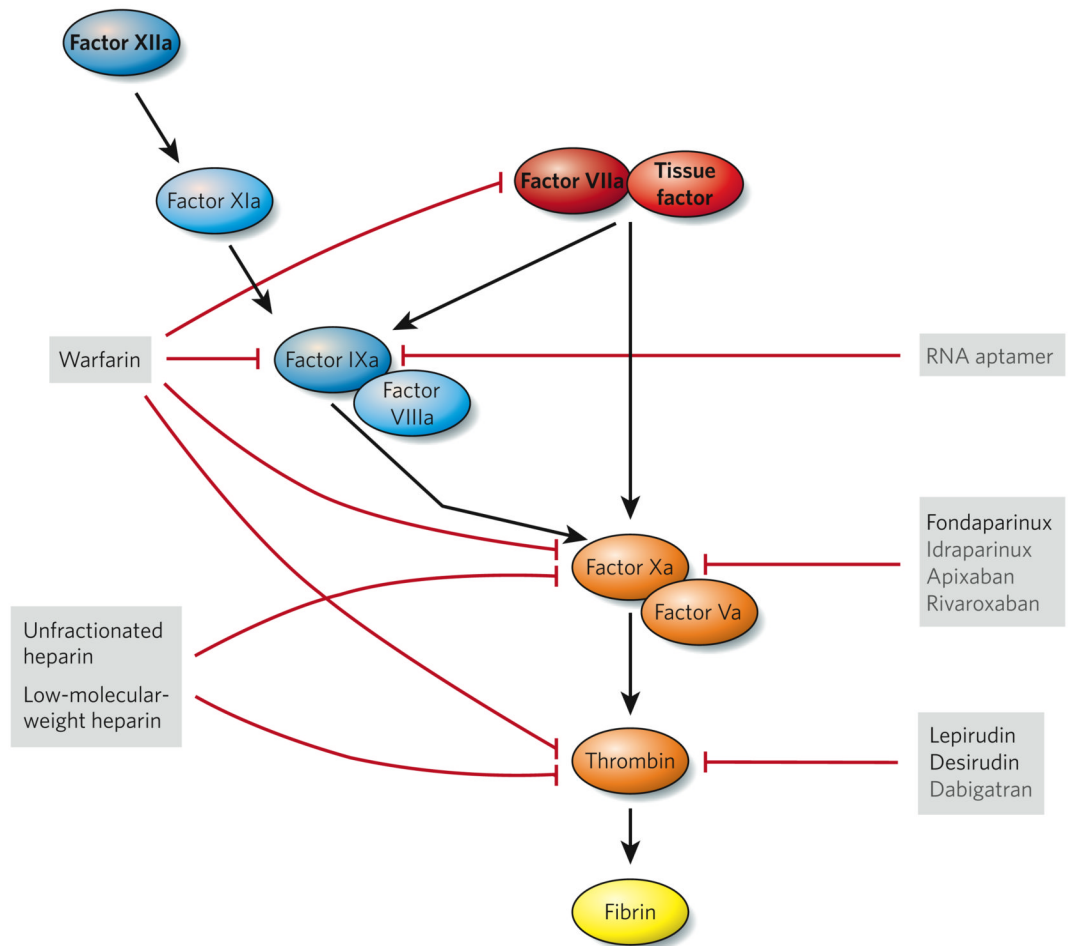 Factor XIIa
Factor XIa
Factor VIIa
Tissue
factor
Warfarin
Factor IXa
Factor
VIIIa
RNA aptamer
Factor Xa
Factor Va
Fondaparinux
Idraparinux
Apixaban
Rivaroxaban
Unfractionated
heparin
Low-molecular-
weight heparin
Thrombin
Lepirudin
Desirudin
Dabigatran
Fibrin